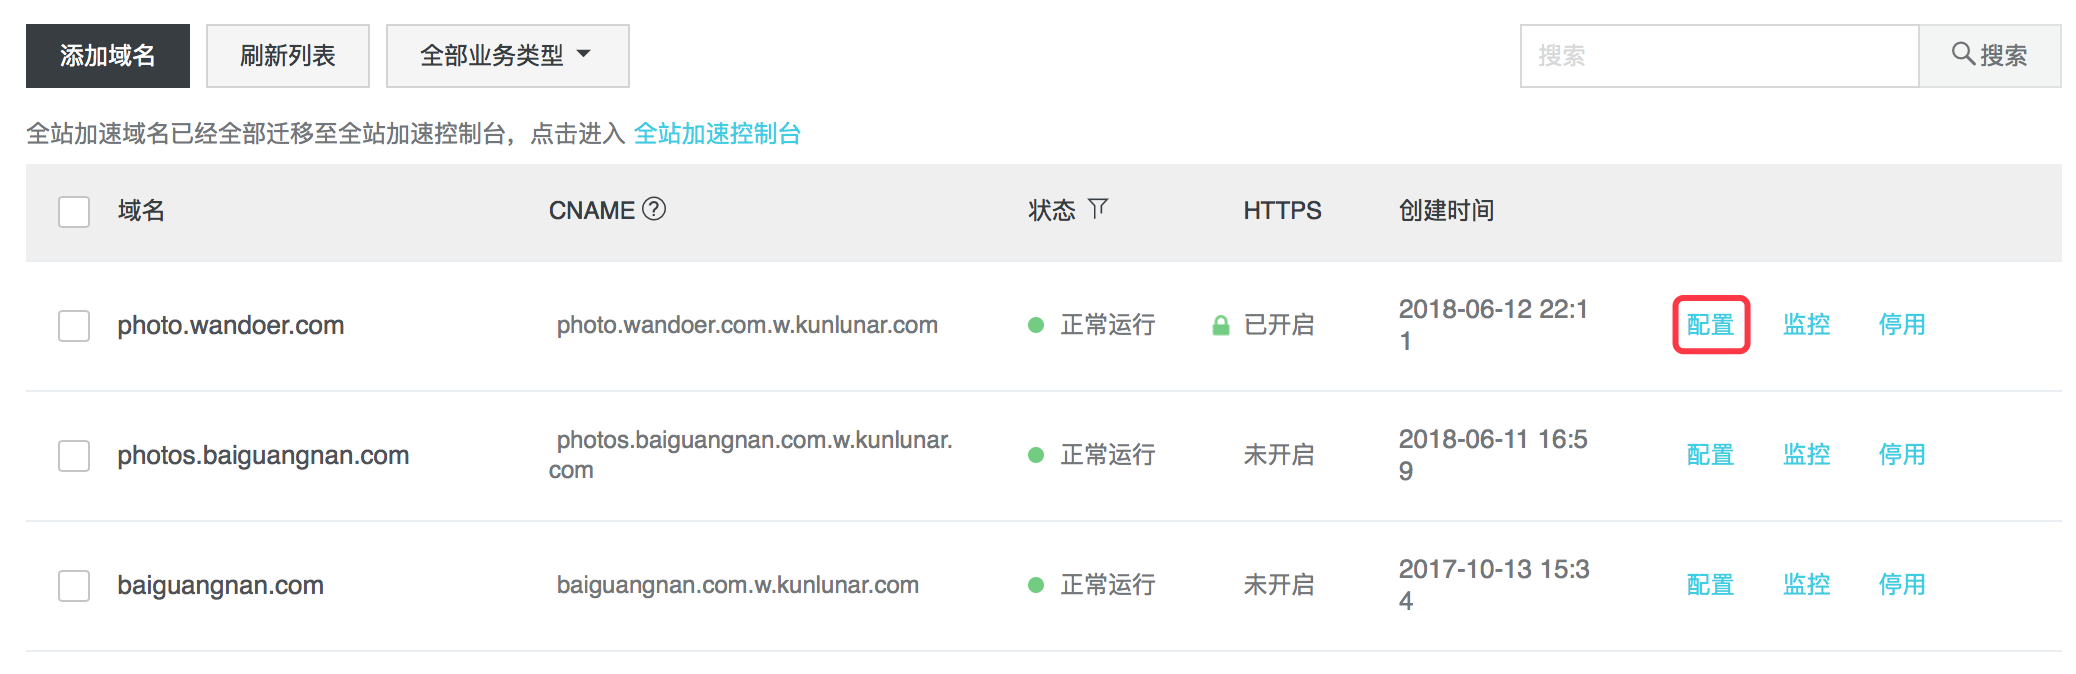 添加域名 刷新列表 全部业务类型 搜索 搜索
全站加速域名已经全部迁移至全站加速控制台，点击进入 全站加速控制台
域名 CNAME ? 状态 HTTPS 创建时间
photo.wandoer.com photo.wandoer.com.w.kunlunar.com 正常运行 已开启 2018-06-12 22:1 配置 监控 停用
1
photos.baiguangnan.com photos.baiguangnan.com.w.kunlunar. 正常运行 未开启 2018-06-11 16:5 配置 监控 停用
com 9
baiguangnan.com baiguangnan.com.w.kunlunar.com 正常运行 未开启 2017-10-13 15:3 配置 监控 停用
4